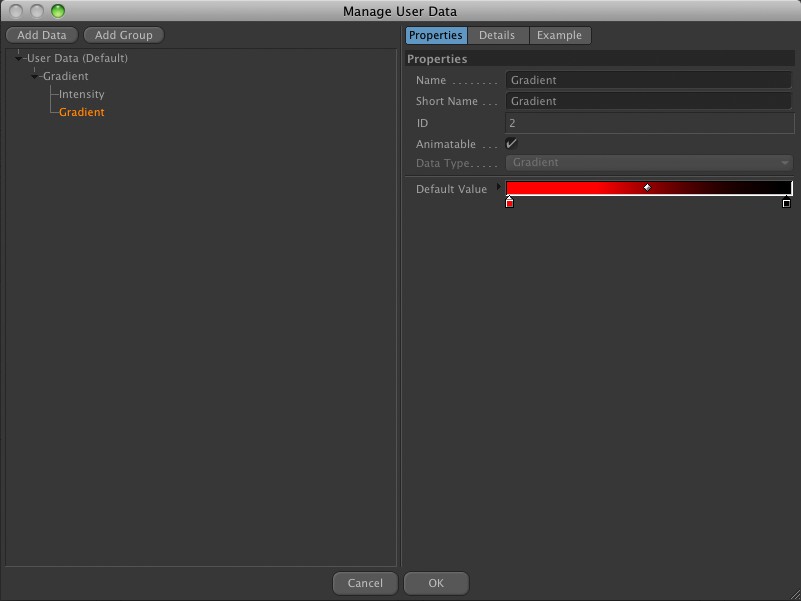 Manage User Data
Add Data
Add Group
User Data (Default)
Gradient
Intensity
Gradient
Properties
Details
Example
Properties
Name ........ Gradient
Short Name ... Gradient
ID 2
Animatable ... ✓
Data Type..... Gradient
Default Value
Cancel
OK